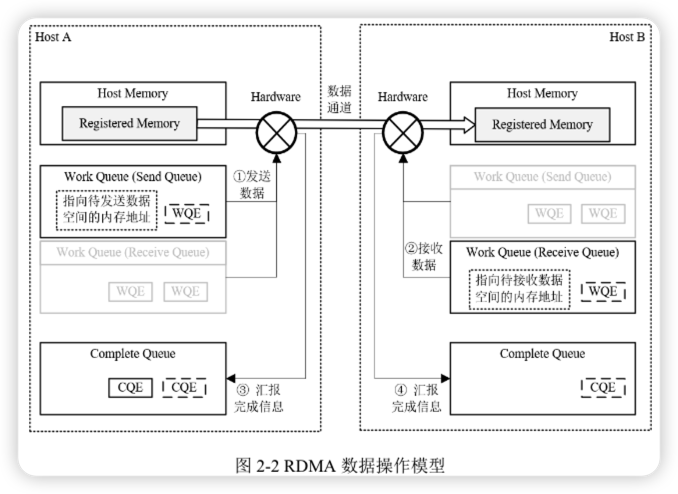 Host A
Host B
Host Memory
Registered Memory
Hardware
数据
通道
Hardware
Host Memory
Registered Memory
Work Queue (Send Queue)
指向待发送数据
空间的内存地址
WQE
①发送
数据
Work Queue (Receive Queue)
WQE WQE
Work Queue (Send Queue)
WQE WQE
②接收
数据
Work Queue (Receive Queue)
指向待接收数据
空间的内存地址
WQE
Complete Queue
CQE CQE
③ 汇报
完成信息
④ 汇报
完成信息
Complete Queue
CQE
图 2-2 RDMA 数据操作模型